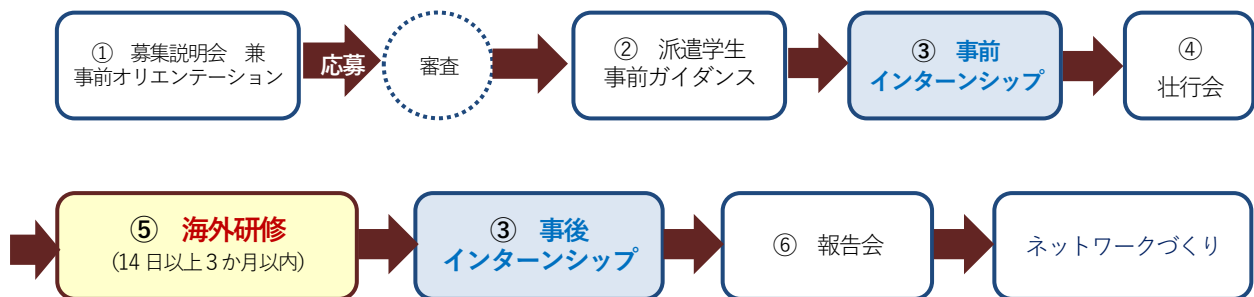 ① 募集説明会 兼
事前オリエンテーション
応募
審査
② 派遣学生
事前ガイダンス
③ 事前
インターンシップ
④
壮行会
⑤ 海外研修
(14 日以上 3 か月以内)
③ 事後
インターンシップ
⑥ 報告会
ネットワークづくり